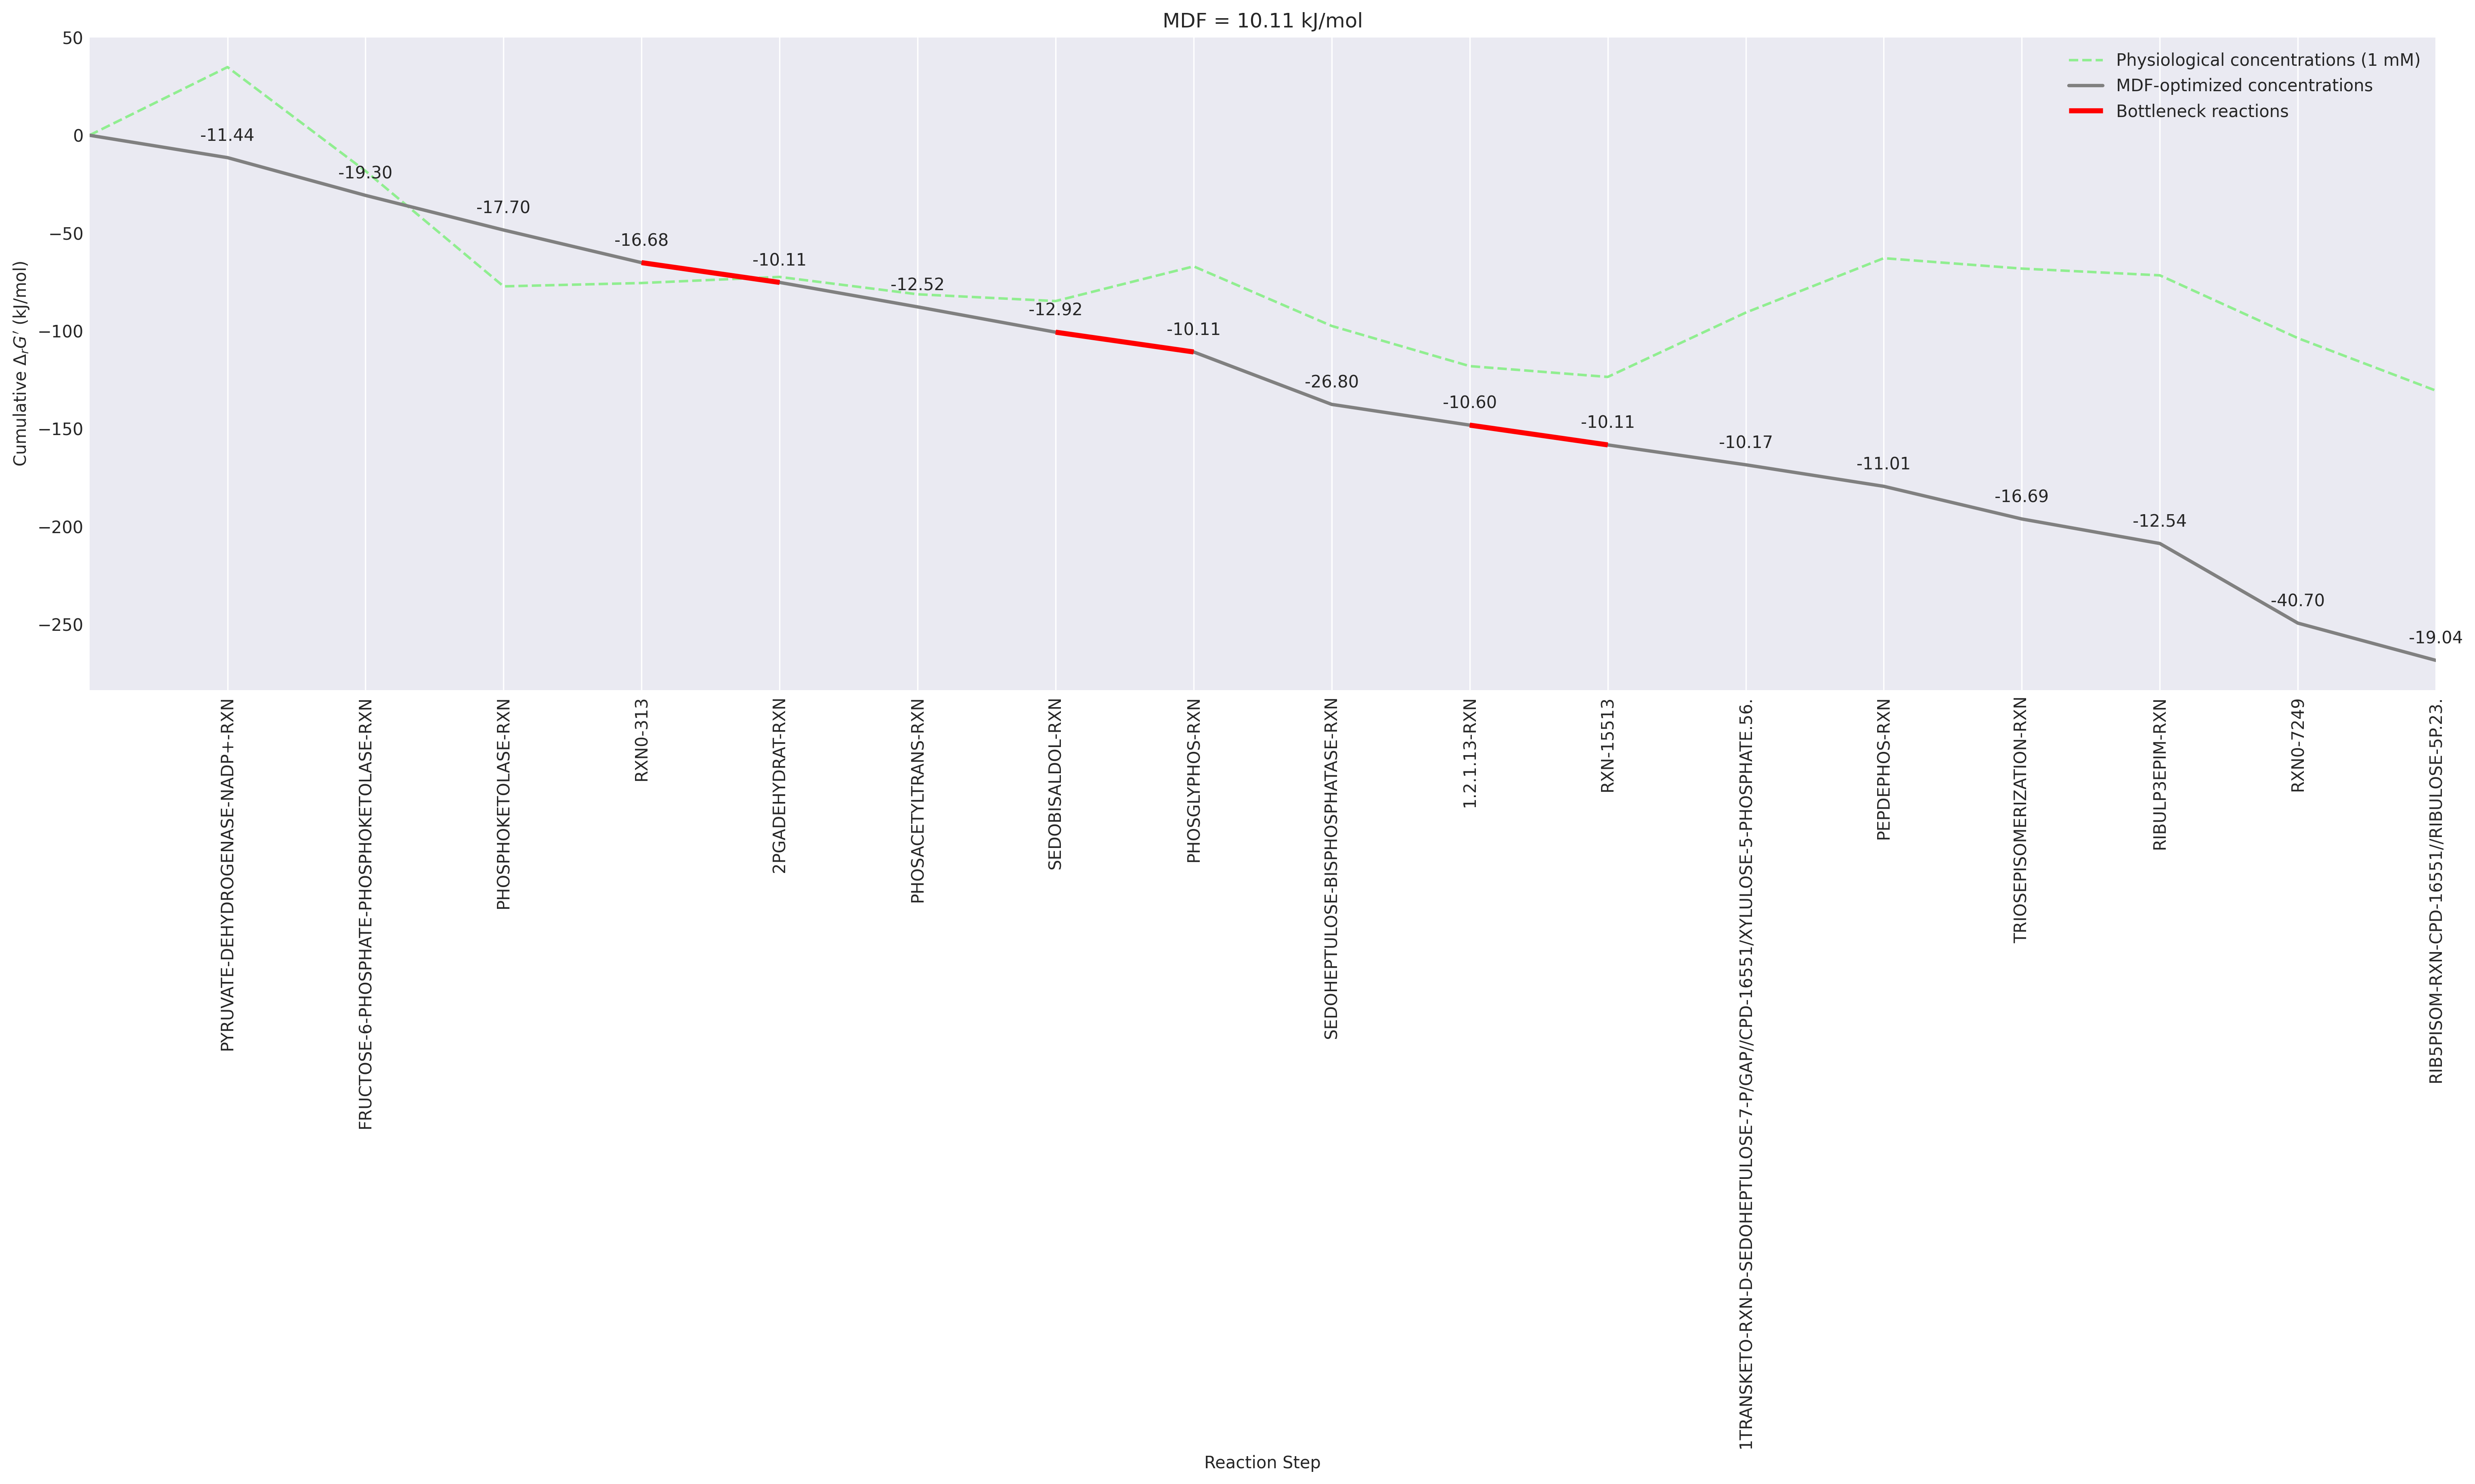 MDF = 10.11 kJ/mol
Physiological concentrations (1 mM)
MDF-optimized concentrations
Bottleneck reactions
Cumulative ΔrG′ (kJ/mol)
50
0
−50
−100
−150
−200
−250
-11.44
-19.30
-17.70
-16.68
-10.11
-12.52
-12.92
-10.11
-26.80
-10.60
-10.11
-10.17
-11.01
-16.69
-12.54
-40.70
-19.04
PYRUVATE-DEHYDROGENASE-NADP+-RXN
FRUCTOSE-6-PHOSPHATE-PHOSPHOKETOLASE-RXN
PHOSPHOKETOLASE-RXN
RXN0-313
2PGADEHYDRAT-RXN
PHOSACETYLTRANS-RXN
SEDOBISALDOL-RXN
PHOSGLYPHOS-RXN
SEDOHEPTULOSE-BISPHOSPHATASE-RXN
1.2.1.13-RXN
RXN-15513
1TRANSKETO-RXN-D-SEDOHEPTULOSE-7-P/GAP//CPD-16551/XYLULOSE-5-PHOSPHATE.56.
PEPDEPHOS-RXN
TRIOSEPISOMERIZATION-RXN
RIBULP3EPIM-RXN
RXN0-7249
RIB5PISOM-RXN-CPD-16551//RIBULOSE-5P.23.
Reaction Step